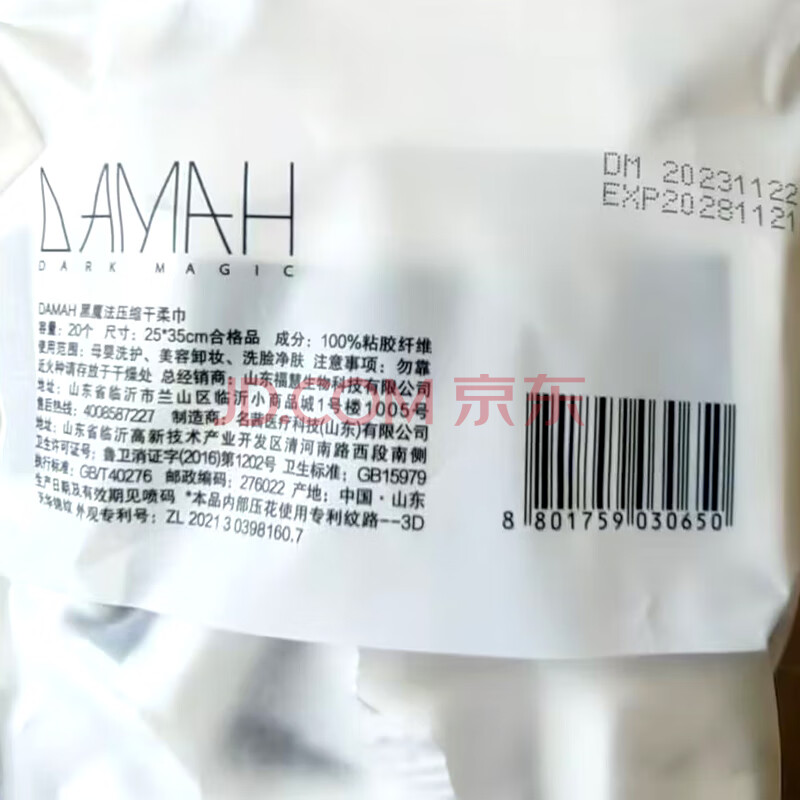 DAMAH
DARK MAGIC
DM 20231122
EXP20281121
DAMAH 黑魔法压缩干柔巾
容量：20个 尺寸：25*35cm合格品 成分：100%粘胶纤维
使用范围：母婴洗护、美容卸妆、洗脸净肤 注意事项：勿靠
近火种请存放于干燥处 总经销商：山东福慧生物科技有限公司
地址：山东省临沂市兰山区临沂小商品城1号楼1005号
售后热线：4008587227 制造商：名茜医疗科技(山东)有限公司
地址：山东省临沂高新技术产业开发区清河南路西段南侧
卫生许可证号：鲁卫消证字(2016)第1202号 卫生标准：GB15979
执行标准：GB/T40276 邮政编码：276022 产地：中国·山东
生产日期及有效期见喷码 *本品内部压花使用专利纹路--3D
外观专利号：ZL 2021 3 0398160.7
JD.COM 京东
8 801759 030650